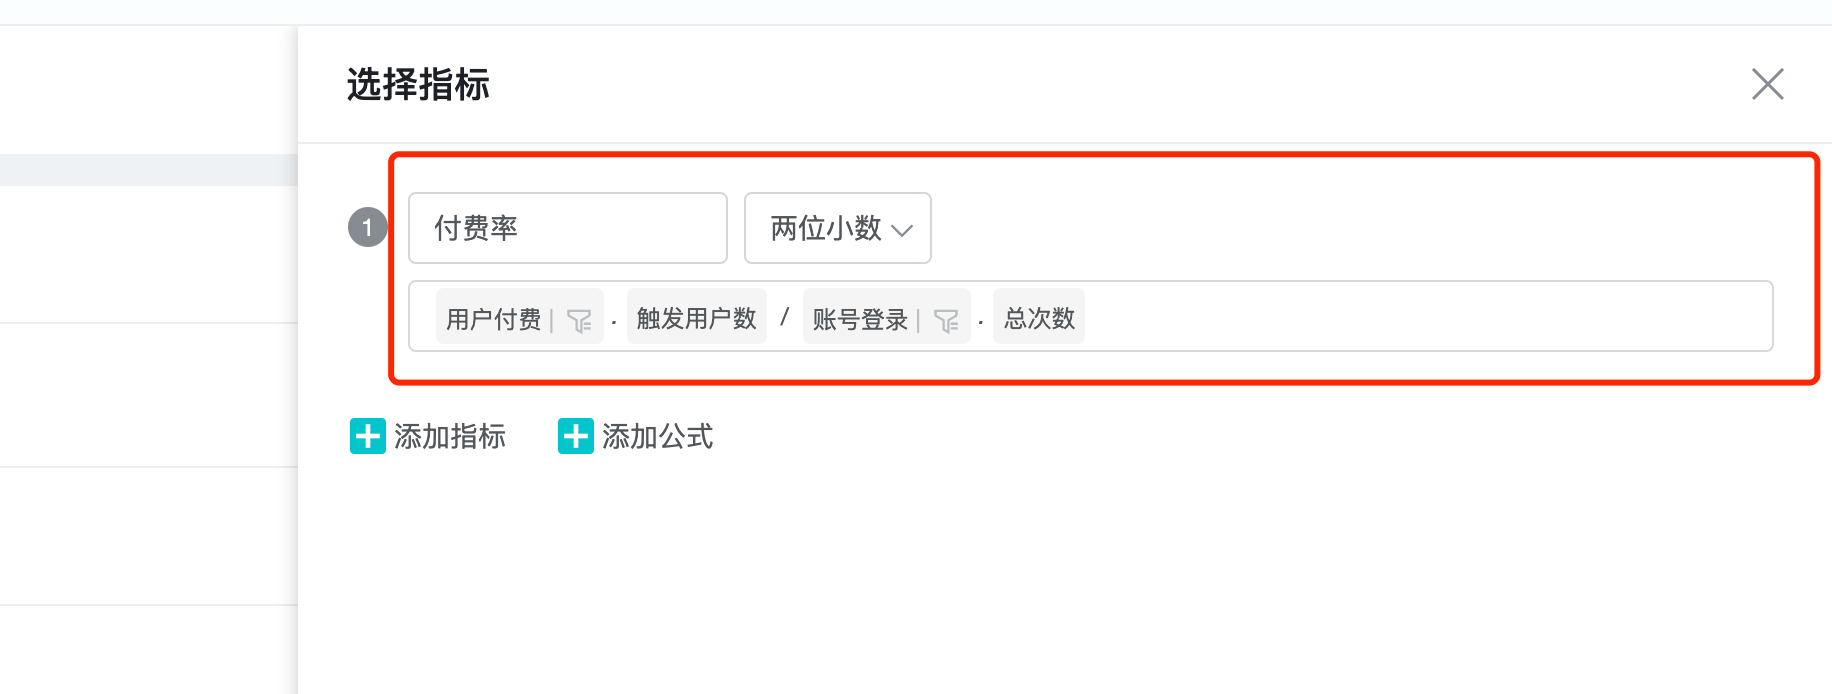 选择指标
1 付费率 两位小数
用户付费 | . 触发用户数 / 账号登录 | . 总次数
添加指标 添加公式